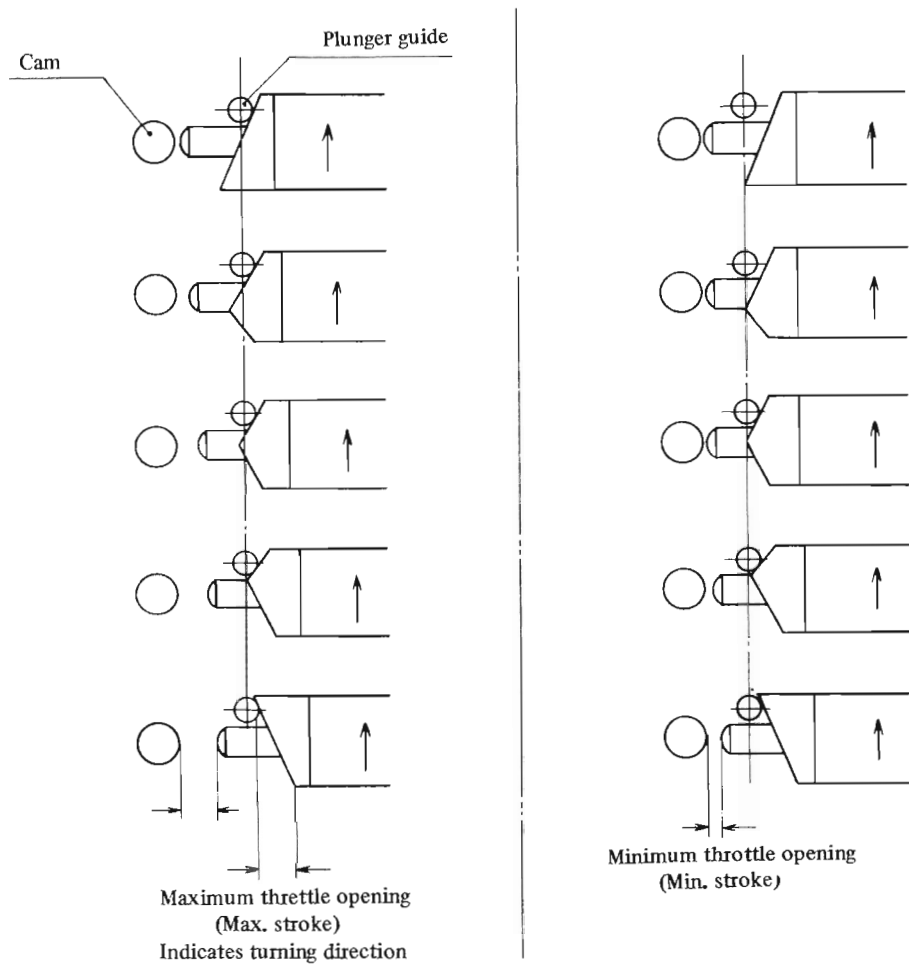 Plunger guide
Cam
Maximum threttle opening
(Max. stroke)
Indicates turning direction
Minimum throttle opening
(Min. stroke)